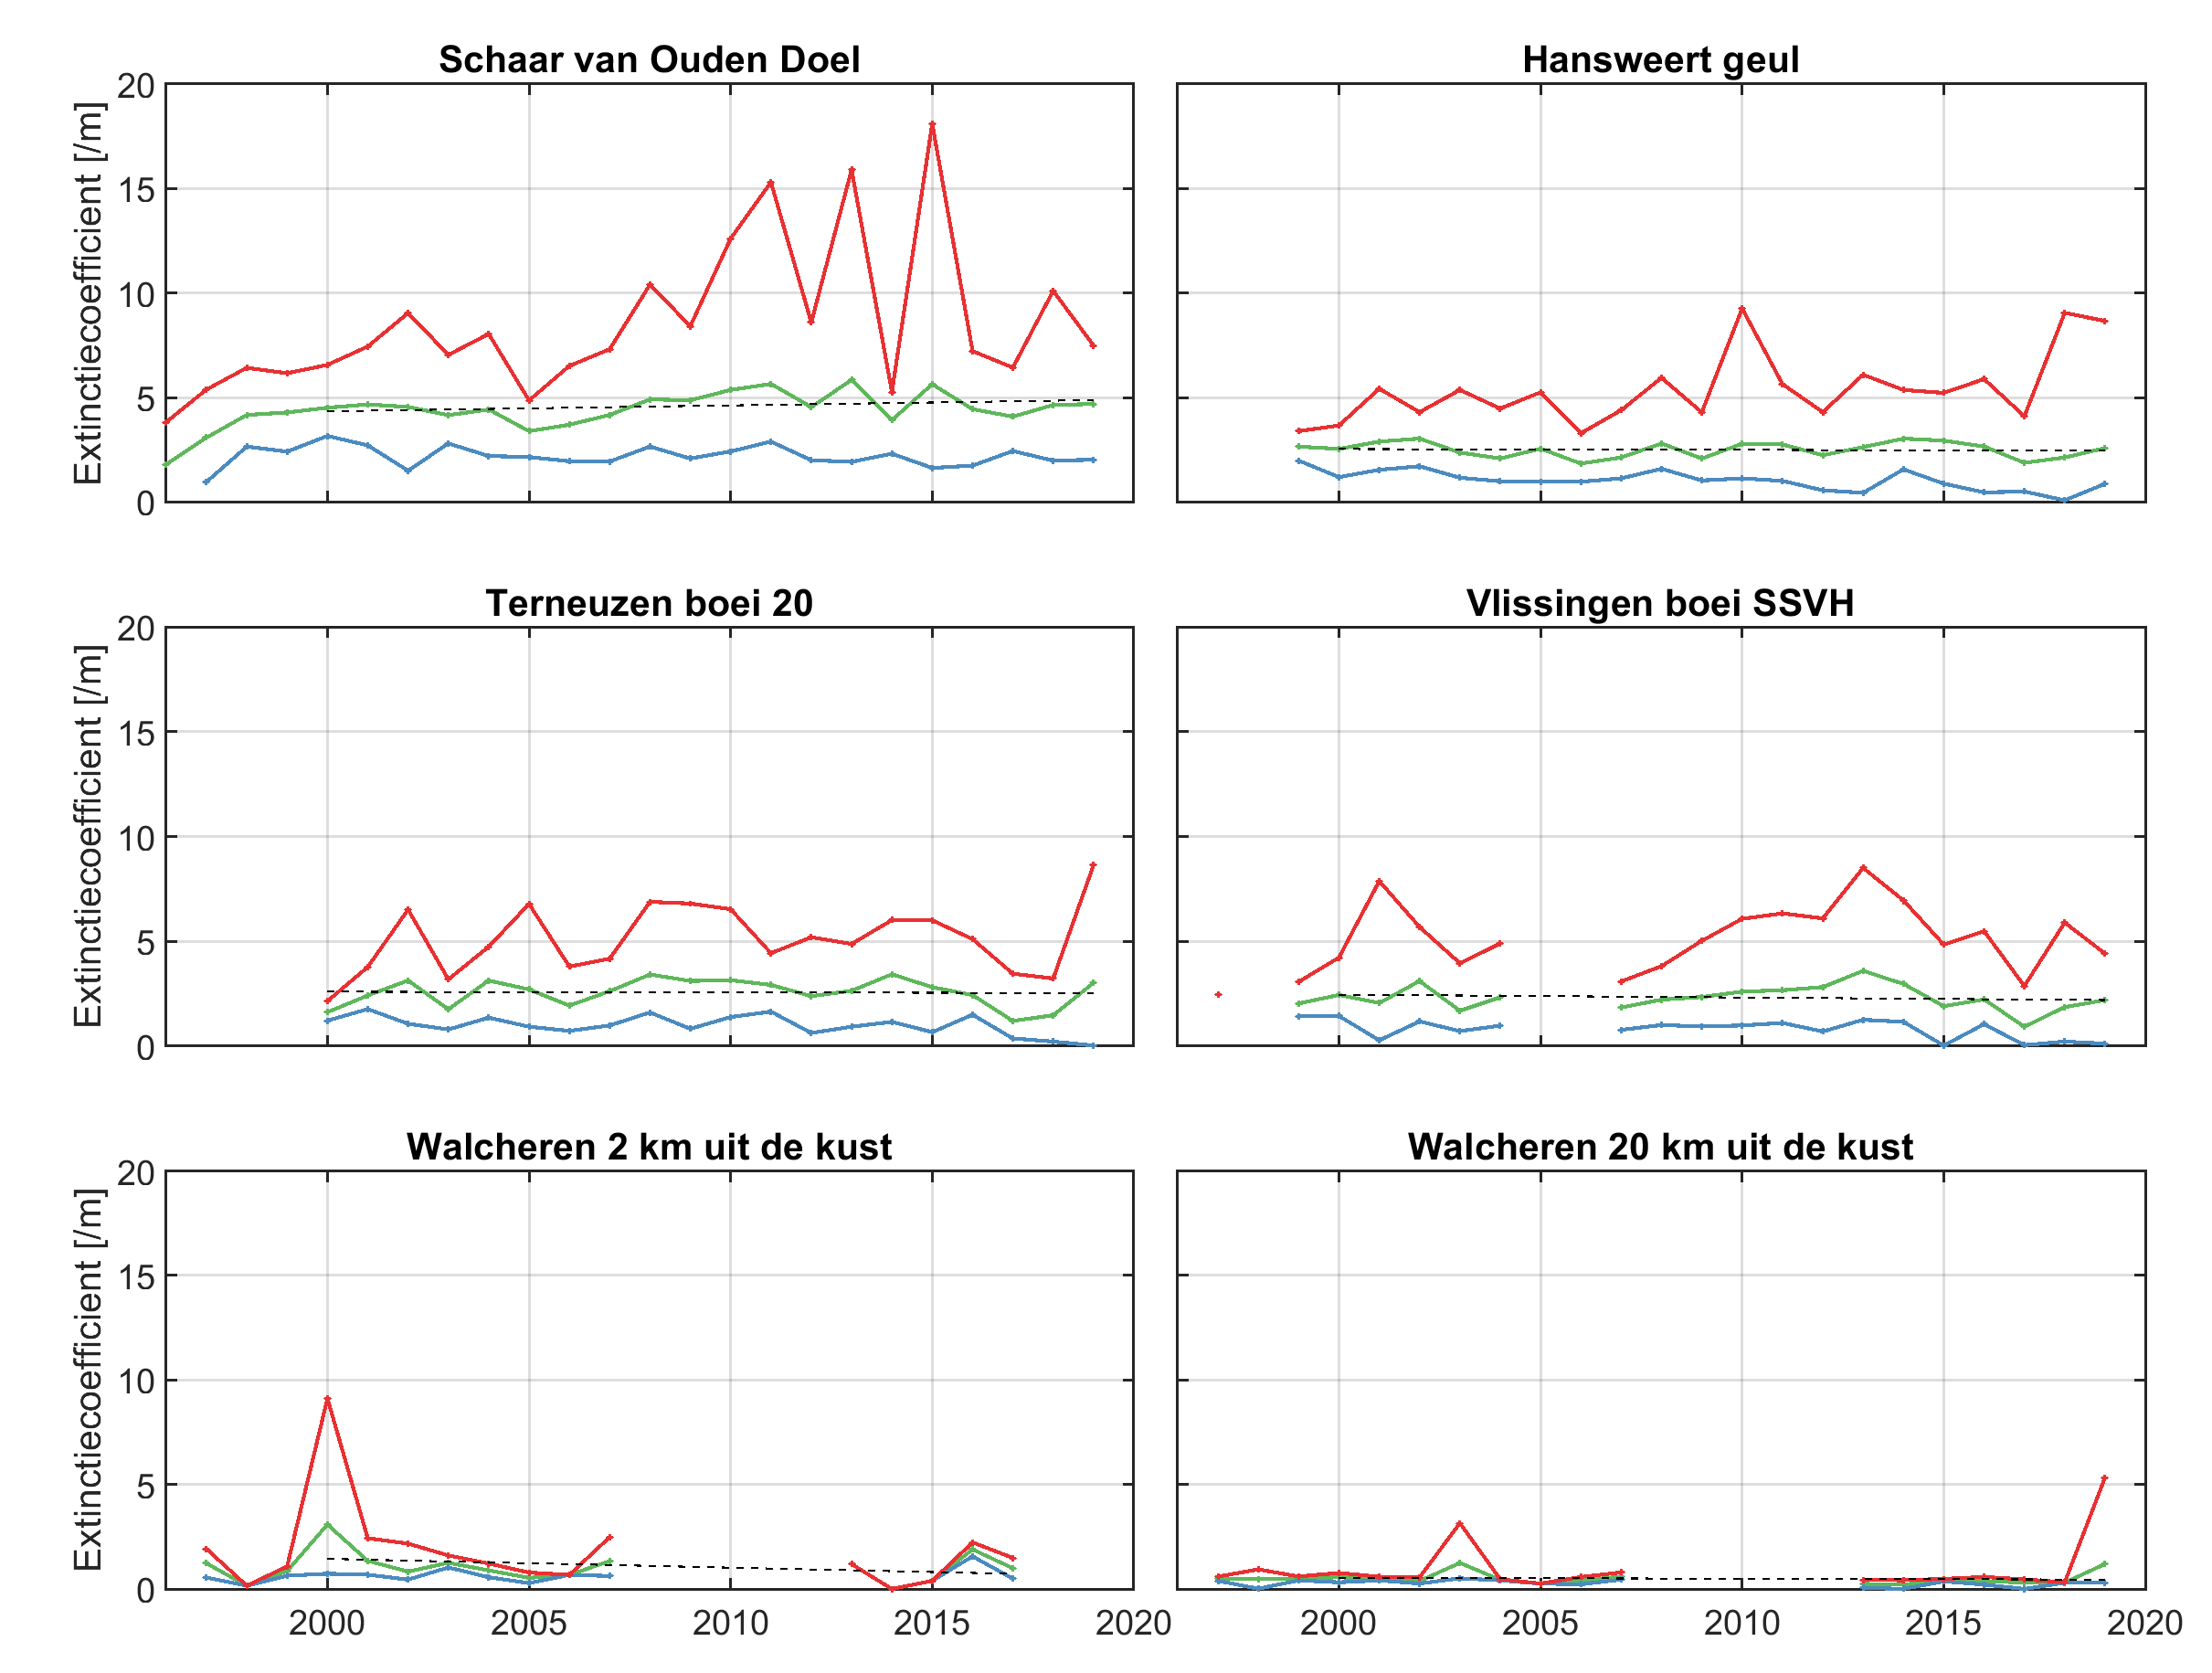 Schaar van Ouden Doel
Hansweert geul
Extinctiecoefficient [/m]
20
15
10
5
0
Terneuzen boei 20
Vlissingen boei SSVH
Extinctiecoefficient [/m]
20
15
10
5
0
Walcheren 2 km uit de kust
Walcheren 20 km uit de kust
Extinctiecoefficient [/m]
20
15
10
5
0
2000 2005 2010 2015 2020
2000 2005 2010 2015 2020